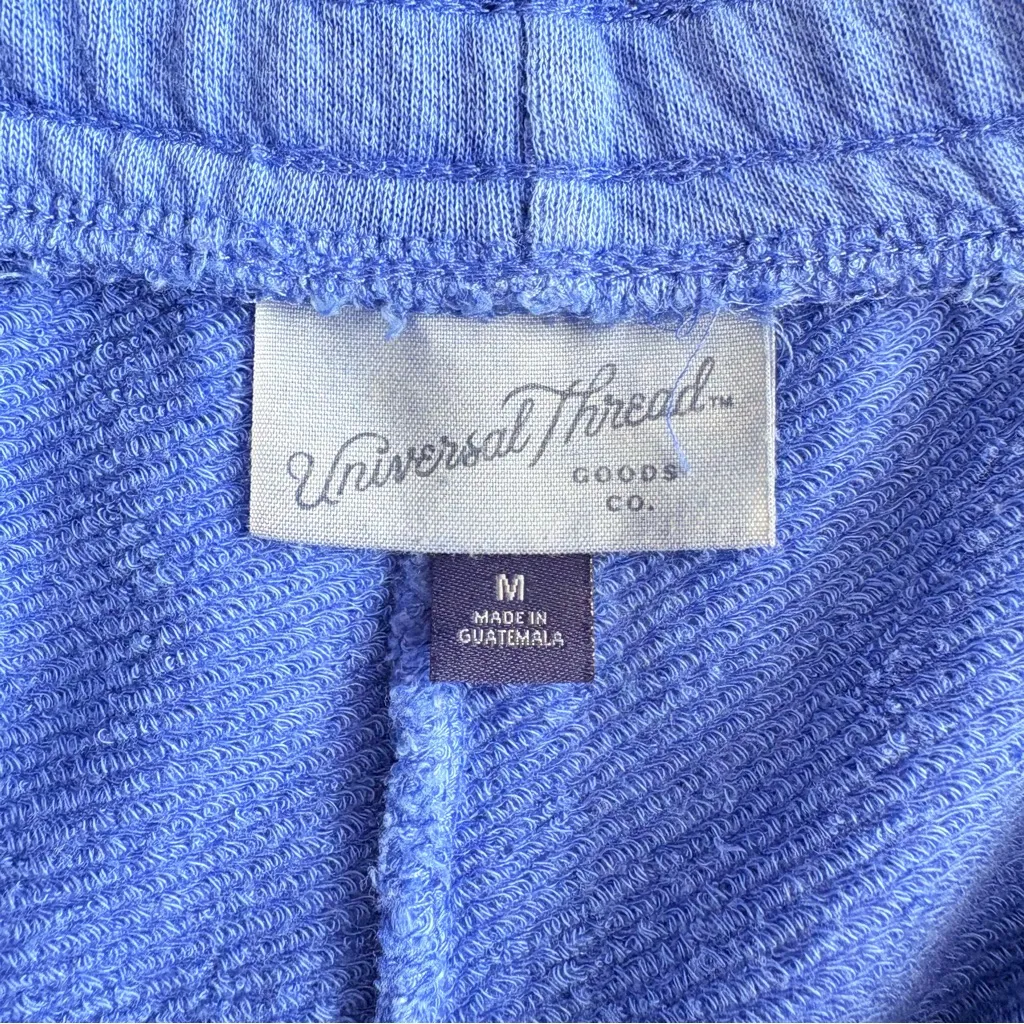 Universal Thread™
GOODS
CO.
M
MADE IN
GUATEMALA